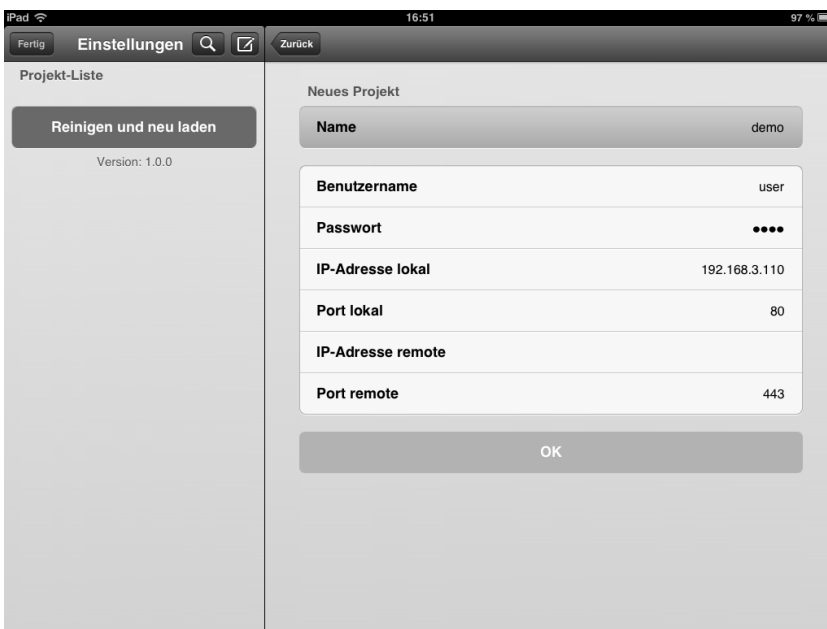 iPad 16:51 97 %
Fertig Einstellungen Zurück
Projekt-Liste
Reinigen und neu laden
Version: 1.0.0
Neues Projekt
Name demo
Benutzername user
Passwort ●●●●
IP-Adresse lokal 192.168.3.110
Port lokal 80
IP-Adresse remote
Port remote 443
OK